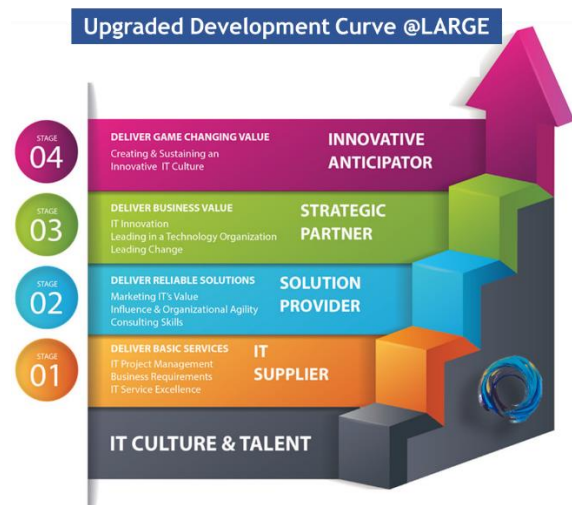 Upgraded Development Curve @LARGE
STAGE
04
DELIVER GAME CHANGING VALUE
Creating & Sustaining an
Innovative IT Culture
INNOVATIVE
ANTICIPATOR
STAGE
03
DELIVER BUSINESS VALUE
IT Innovation
Leading in a Technology Organization
Leading Change
STRATEGIC
PARTNER
STAGE
02
DELIVER RELIABLE SOLUTIONS
Marketing IT's Value
Influence & Organizational Agility
Consulting Skills
SOLUTION
PROVIDER
STAGE
01
DELIVER BASIC SERVICES
IT Project Management
Business Requirements
IT Service Excellence
IT
SUPPLIER
IT CULTURE & TALENT